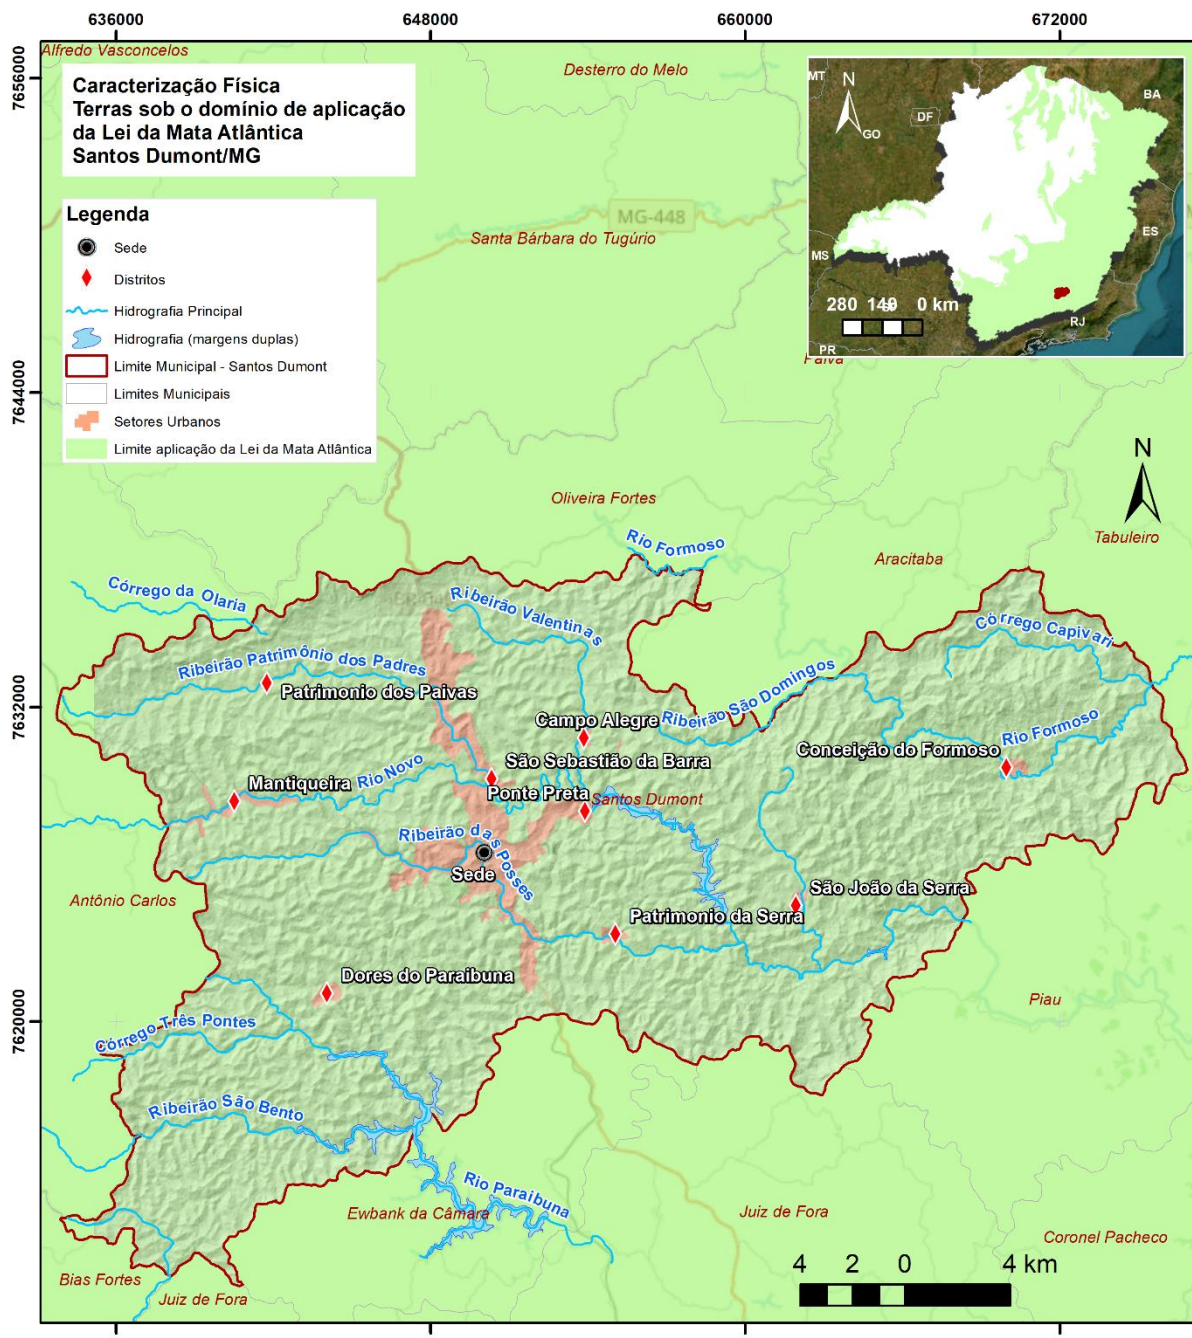 636000
648000
660000
672000
Alfredo Vasconcelos
Desterro do Melo
7656000
Caracterização Física
Terras sob o domínio de aplicação
da Lei da Mata Atlântica
Santos Dumont/MG
MT
N
BA
DF
GO
MS
ES
280 140 0 km
RJ
PR
Legenda
Sede
Distritos
Hidrografia Principal
Hidrografia (margens duplas)
Limite Municipal - Santos Dumont
Limites Municipais
Setores Urbanos
Limite aplicação da Lei da Mata Atlântica
MG-448
Santa Bárbara do Tugúrio
Paiva
7644000
N
Oliveira Fortes
Rio Formoso
Aracitaba
Tabuleiro
Córrego da Olaria
Ribeirão Valentinas
Córrego Capivari
Ribeirão Patrimônio dos Padres
Patrimonio dos Paivas
Ribeirão São Domingos
7632000
Campo Alegre
Rio Formoso
Conceição do Formoso
São Sebastião da Barra
Mantiqueira
Rio Novo
Ponte Preta
Santos Dumont
Ribeirão das Posses
Sede
Antônio Carlos
São João da Serra
Patrimonio da Serra
Dores do Paraibuna
Piau
7620000
Córrego Três Pontes
Ribeirão São Bento
Rio Paraibuna
Ewbank da Câmara
Juiz de Fora
Coronel Pacheco
Bias Fortes
Juiz de Fora
4 2 0 4 km